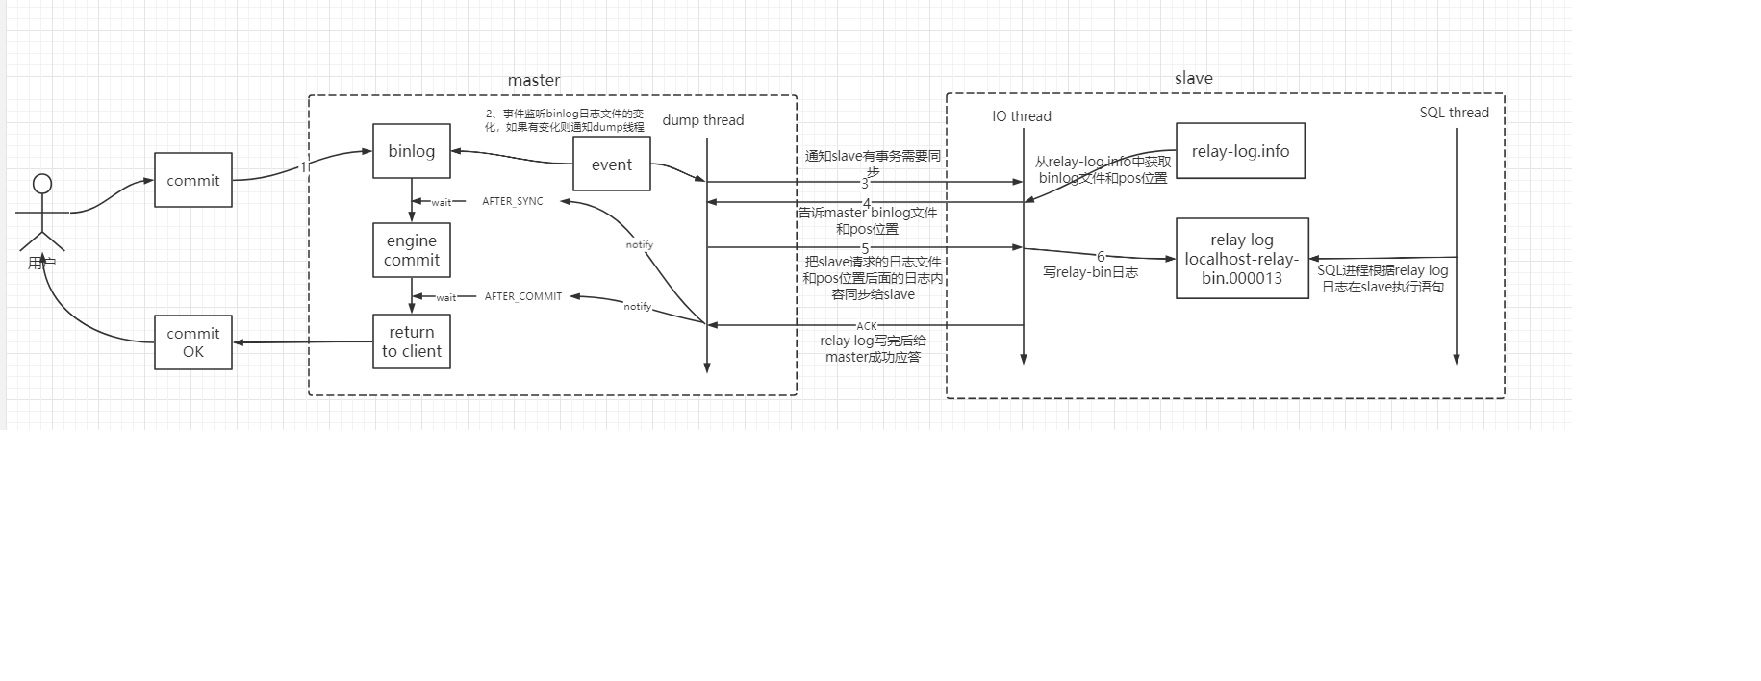 master
slave
2、事件监听binlog日志文件的变
化，如果有变化则通知dump线程
dump thread
IO thread
SQL thread
用户
commit
1
binlog
event
通知slave有事务需要同
步
3
4
告诉master binlog文件
和pos位置
从relay-log.info中获取
binlog文件和pos位置
relay-log.info
wait
AFTER_SYNC
notify
engine
commit
5
把slave请求的日志文件
和pos位置后面的日志内
容同步给slave
6
写relay-bin日志
relay log
localhost-relay-
bin.000013
SQL进程根据relay log
日志在slave执行语句
wait
AFTER_COMMIT
notify
return
to client
commit
OK
ACK
relay log写完后给
master成功应答